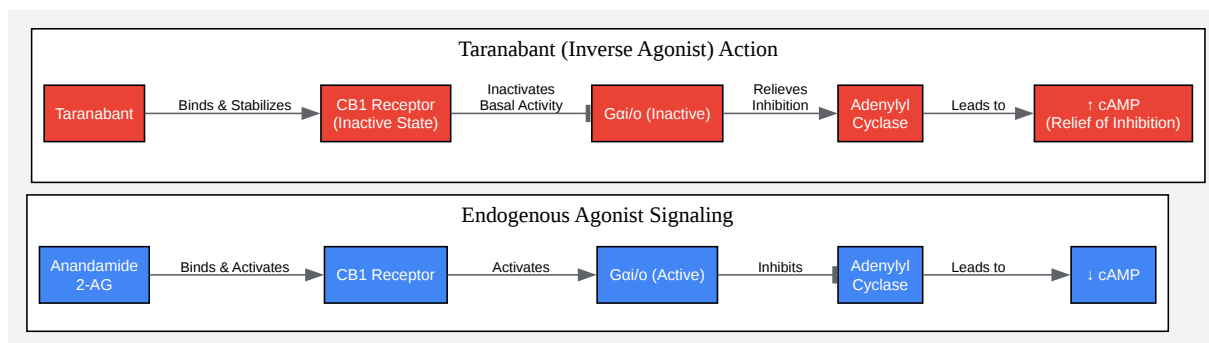 Taranabant (Inverse Agonist) Action
Taranabant
Binds & Stabilizes
CB1 Receptor
(Inactive State)
Inactivates
Basal Activity
Gαi/o (Inactive)
Relieves
Inhibition
Adenylyl
Cyclase
Leads to
↑ cAMP
(Relief of Inhibition)
Endogenous Agonist Signaling
Anandamide
2-AG
Binds & Activates
CB1 Receptor
Activates
Gαi/o (Active)
Inhibits
Adenylyl
Cyclase
Leads to
↓ cAMP